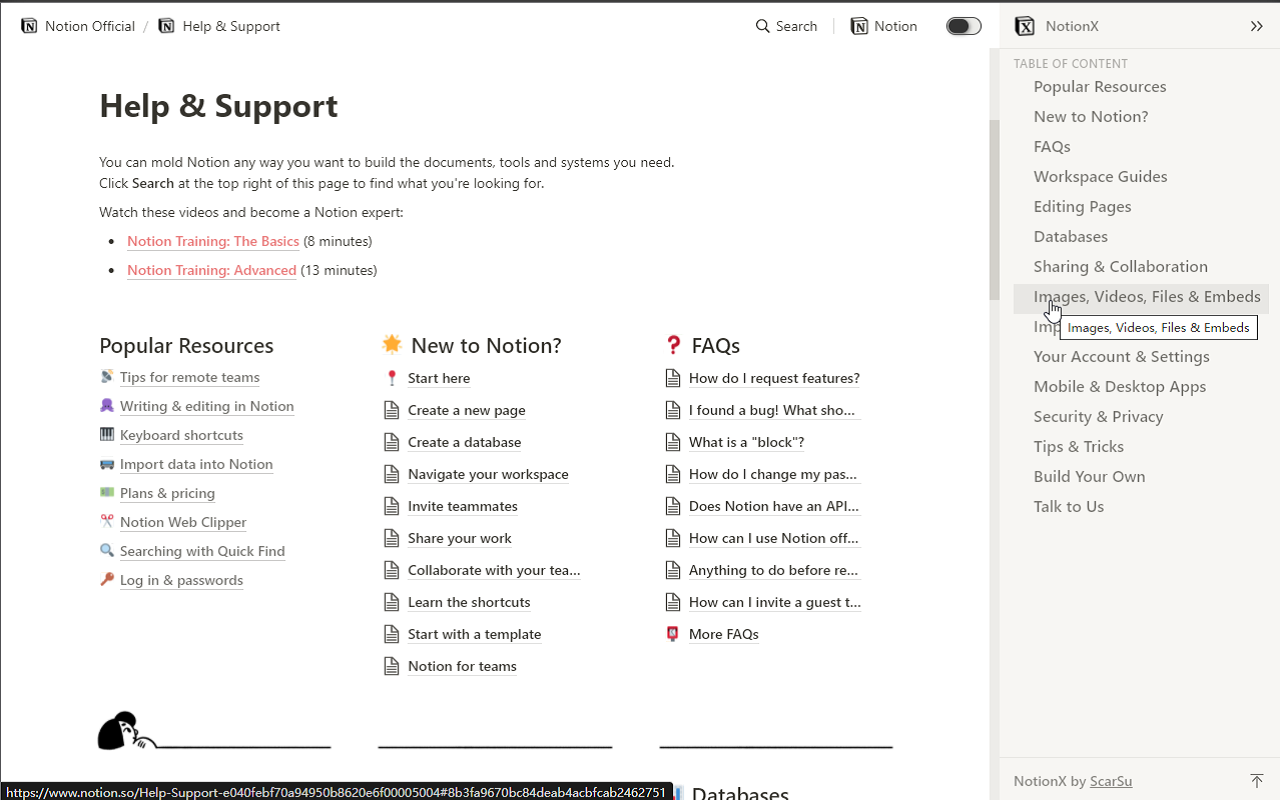 Notion Official / Help & Support
Search
Notion
Help & Support
You can mold Notion any way you want to build the documents, tools and systems you need.
Click Search at the top right of this page to find what you're looking for.
Watch these videos and become a Notion expert:
• Notion Training: The Basics (8 minutes)
• Notion Training: Advanced (13 minutes)
Popular Resources
Tips for remote teams
Writing & editing in Notion
Keyboard shortcuts
Import data into Notion
Plans & pricing
Notion Web Clipper
Searching with Quick Find
Log in & passwords
New to Notion?
Start here
Create a new page
Create a database
Navigate your workspace
Invite teammates
Share your work
Collaborate with your tea...
Learn the shortcuts
Start with a template
Notion for teams
FAQs
How do I request features?
I found a bug! What sho...
What is a "block"?
How do I change my pas...
Does Notion have an API...
How can I use Notion off...
Anything to do before re...
How can I invite a guest t...
More FAQs
Databases
https://www.notion.so/Help-Support-e040febf70a94950b8620e6f00005004#8b3fa9670bc84deab4acbfcab2462751
NotionX
TABLE OF CONTENT
Popular Resources
New to Notion?
FAQs
Workspace Guides
Editing Pages
Databases
Sharing & Collaboration
Images, Videos, Files & Embeds
Imp
Images, Videos, Files & Embeds
Your Account & Settings
Mobile & Desktop Apps
Security & Privacy
Tips & Tricks
Build Your Own
Talk to Us
NotionX by ScarSu